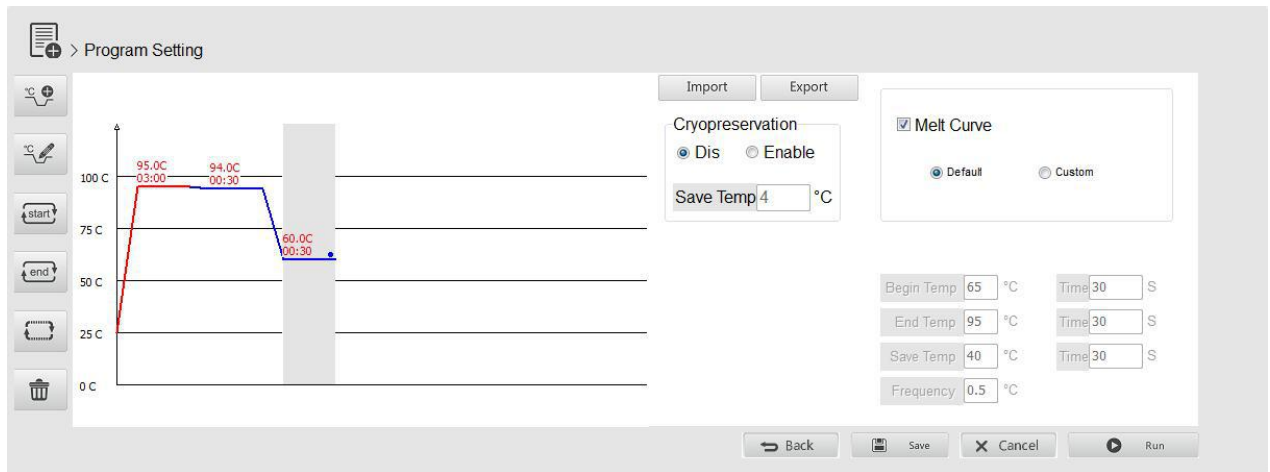 > Program Setting
Import Export
°C
°C
start
end
95.0C
03:00
94.0C
00:30
60.0C
00:30
100 C
75 C
50 C
25 C
0 C
Cryopreservation
Dis Enable
Save Temp 4 °C
Melt Curve
Default Custom
Begin Temp 65 °C Time 30 S
End Temp 95 °C Time 30 S
Save Temp 40 °C Time 30 S
Frequency 0.5 °C
Back Save Cancel Run